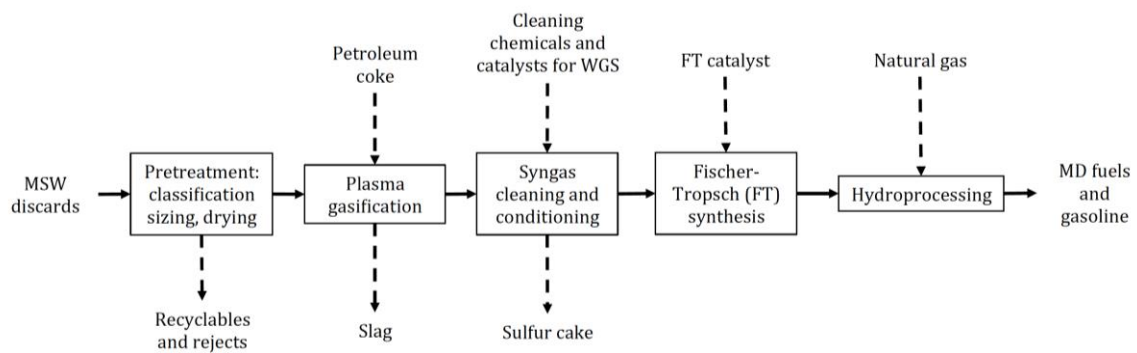 Cleaning
chemicals and
catalysts for WGS
Petroleum
coke
FT catalyst
Natural gas
MSW
discards
Pretreatment:
classification
sizing, drying
Plasma
gasification
Syngas
cleaning and
conditioning
Fischer-
Tropsch (FT)
synthesis
Hydroprocessing
MD fuels
and
gasoline
Recyclables
and rejects
Slag
Sulfur cake